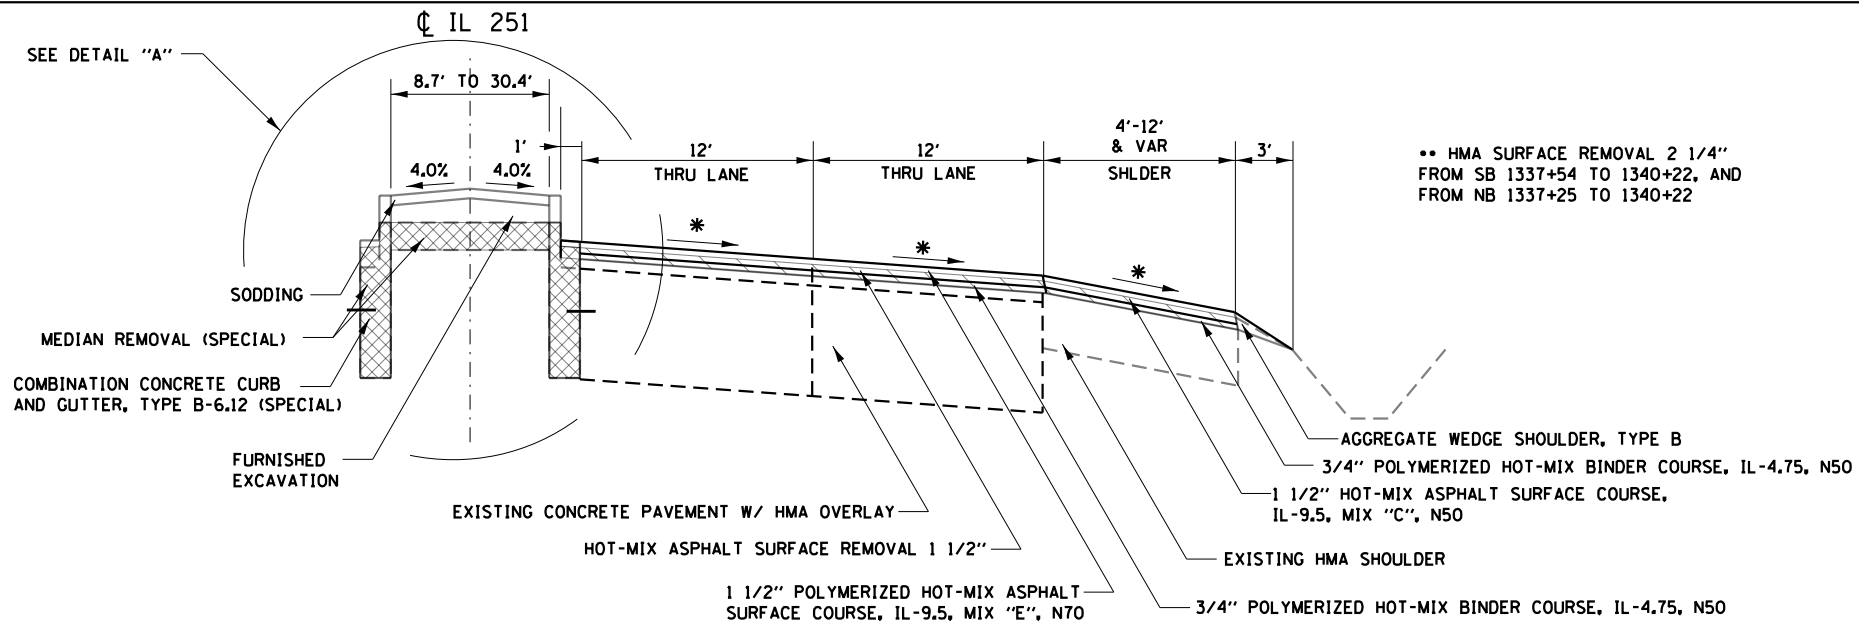 ℄ IL 251
SEE DETAIL "A"
8.7' TO 30.4'
1'
12'
THRU LANE
12'
THRU LANE
4'-12'
& VAR
SHLDER
3'
4.0% 4.0%
•• HMA SURFACE REMOVAL 2 1/4"
FROM SB 1337+54 TO 1340+22, AND
FROM NB 1337+25 TO 1340+22
*
*
*
SODDING
MEDIAN REMOVAL (SPECIAL)
COMBINATION CONCRETE CURB
AND GUTTER, TYPE B-6.12 (SPECIAL)
FURNISHED
EXCAVATION
EXISTING CONCRETE PAVEMENT W/ HMA OVERLAY
HOT-MIX ASPHALT SURFACE REMOVAL 1 1/2"
1 1/2" POLYMERIZED HOT-MIX ASPHALT
SURFACE COURSE, IL-9.5, MIX "E", N70
AGGREGATE WEDGE SHOULDER, TYPE B
3/4" POLYMERIZED HOT-MIX BINDER COURSE, IL-4.75, N50
1 1/2" HOT-MIX ASPHALT SURFACE COURSE,
IL-9.5, MIX "C", N50
EXISTING HMA SHOULDER
3/4" POLYMERIZED HOT-MIX BINDER COURSE, IL-4.75, N50